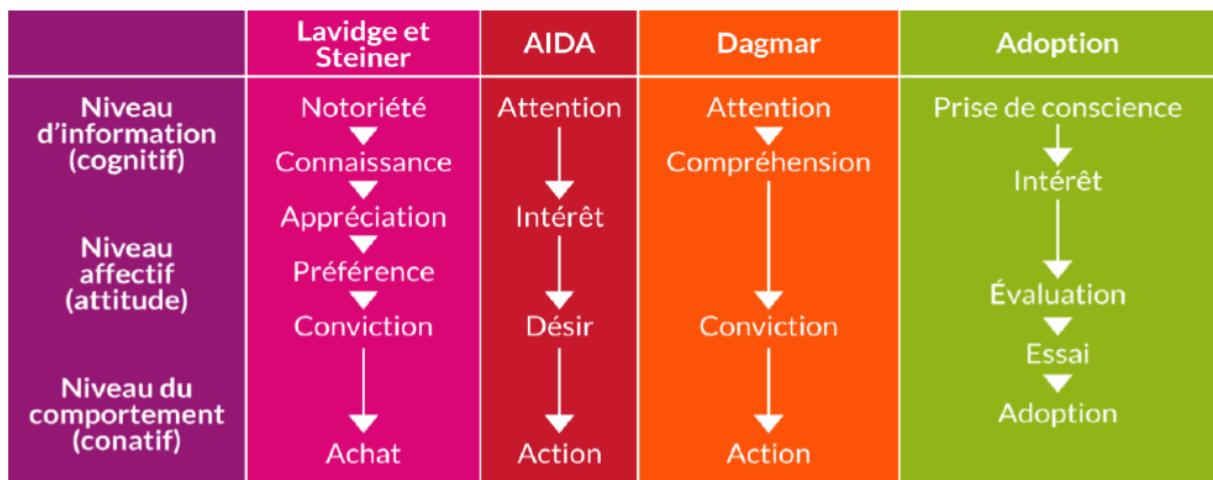 Lavidge et
Steiner
AIDA
Dagmar
Adoption
Niveau
d'information
(cognitif)
Notoriété
Connaissance
Attention
Attention
Compréhension
Prise de conscience
Intérêt
Niveau
affectif
(attitude)
Appréciation
Préférence
Conviction
Intérêt
Désir
Conviction
Évaluation
Niveau du
comportement
(conatif)
Achat
Action
Action
Essai
Adoption